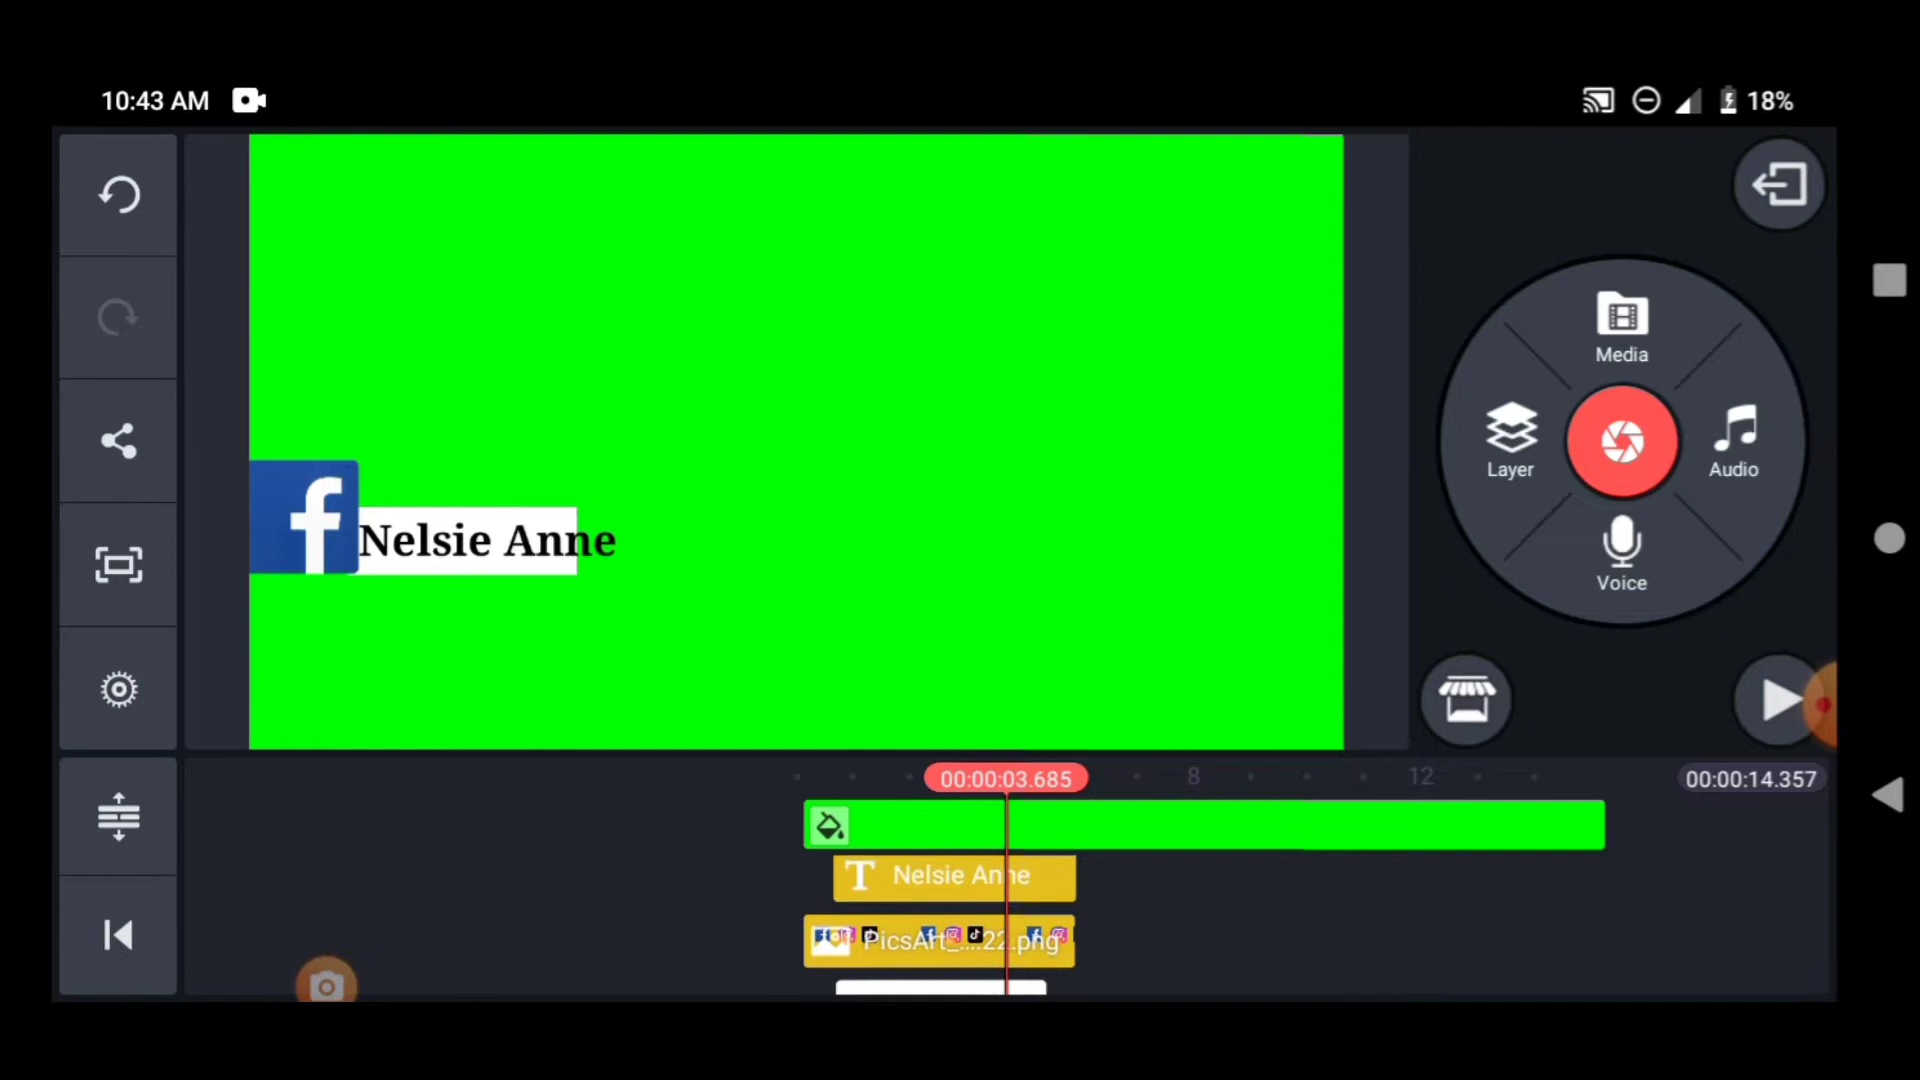 10:43 AM
18%
Media
Layer
Audio
Voice
f
Nelsie Anne
00:00:03.685
8
12
00:00:14.357
T Nelsie Anne
PicsArt_....22.png